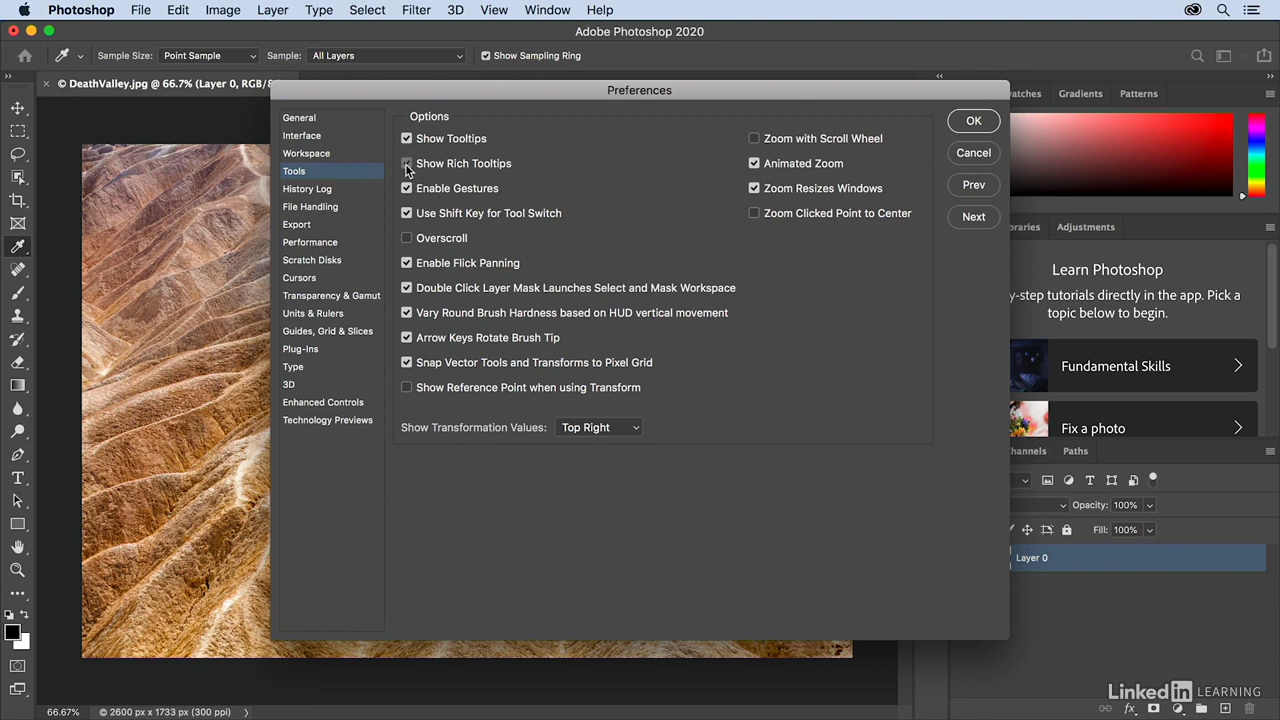 Photoshop File Edit Image Layer Type Select Filter 3D View Window Help
Adobe Photoshop 2020
Sample Size: Point Sample Sample: All Layers Show Sampling Ring
© DeathValley.jpg @ 66.7% (Layer 0, RGB/8
Preferences
watches Gradients Patterns
General
Interface
Workspace
Tools
History Log
File Handling
Export
Performance
Scratch Disks
Cursors
Transparency & Gamut
Units & Rulers
Guides, Grid & Slices
Plug-Ins
Type
3D
Enhanced Controls
Technology Previews
Options
Show Tooltips
Show Rich Tooltips
Enable Gestures
Use Shift Key for Tool Switch
Overscroll
Enable Flick Panning
Double Click Layer Mask Launches Select and Mask Workspace
Vary Round Brush Hardness based on HUD vertical movement
Arrow Keys Rotate Brush Tip
Snap Vector Tools and Transforms to Pixel Grid
Show Reference Point when using Transform
Show Transformation Values: Top Right
Zoom with Scroll Wheel
Animated Zoom
Zoom Resizes Windows
Zoom Clicked Point to Center
OK
Cancel
Prev
Next
oraries Adjustments
Learn Photoshop
y-step tutorials directly in the app. Pick a
topic below to begin.
Fundamental Skills
Fix a photo
Channels Paths
Opacity: 100%
Fill: 100%
Layer 0
66.67% © 2600 px x 1733 px (300 ppi)
LinkedIn LEARNING